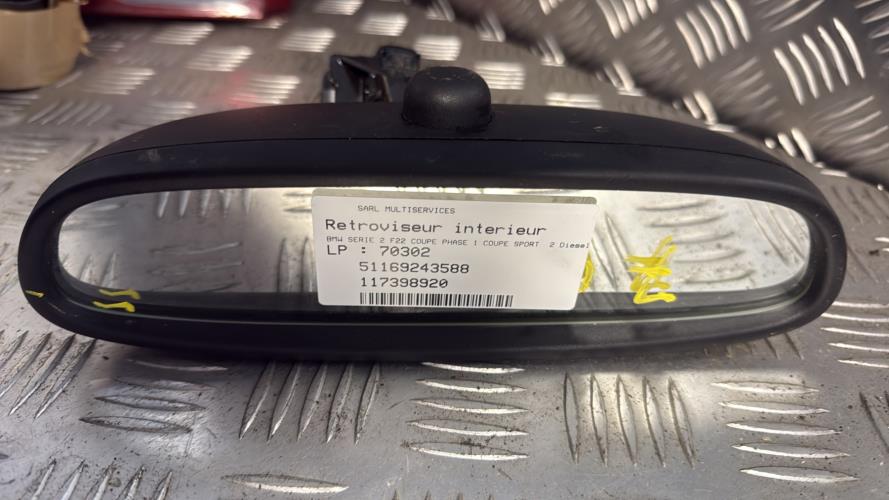 SARL MULTISERVICES
Retroviseur interieur
BMW SERIE 2 F22 COUPE PHASE 1 COUPE SPORT 2 Diesel
LP : 70302
51169243588
117398920